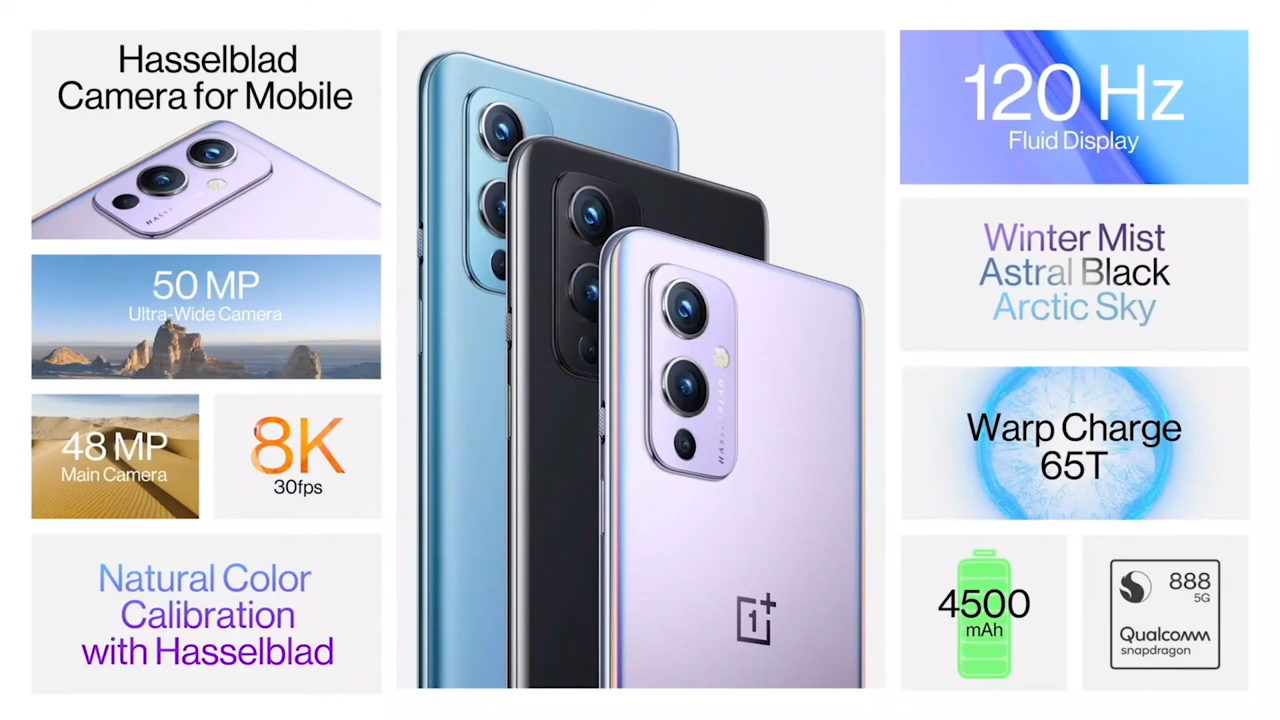 Hasselblad
Camera for Mobile
50 MP
Ultra-Wide Camera
48 MP
Main Camera
8K
30fps
Natural Color
Calibration
with Hasselblad
HASSELBLAD
120 Hz
Fluid Display
Winter Mist
Astral Black
Arctic Sky
Warp Charge
65T
4500
mAh
888
5G
Qualcomm
snapdragon